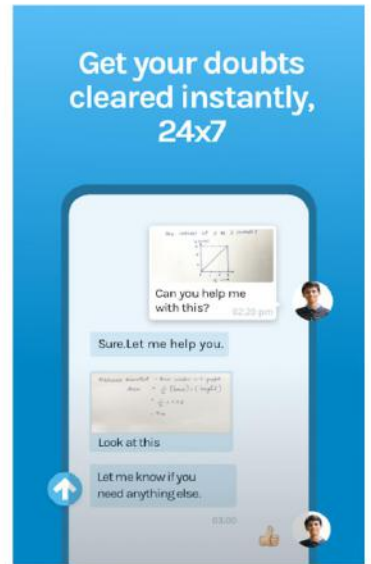 Get your doubts
cleared instantly,
24x7
Can you help me
with this?
02:20 pm
Sure.Let me help you.
Look at this
Let me know if you
need anything else.
03:00